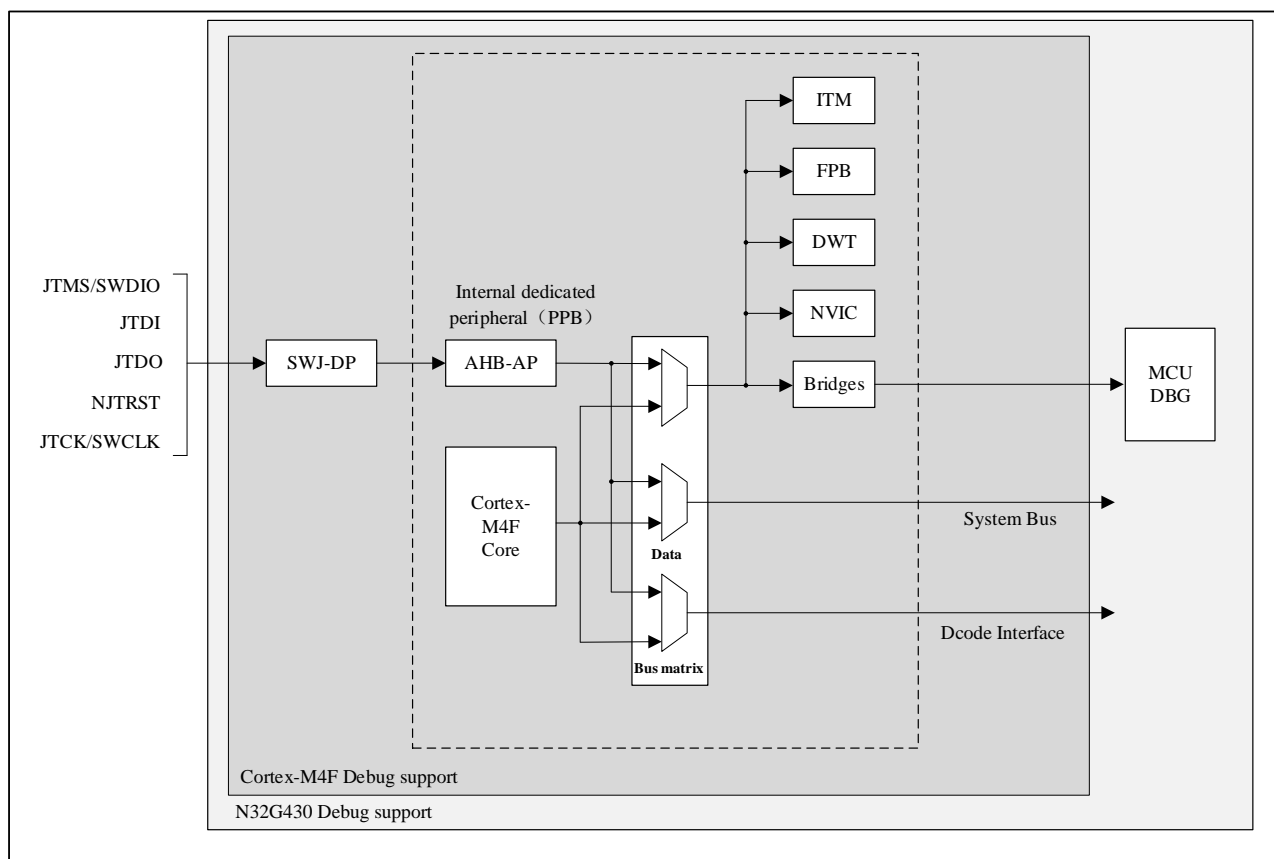 ITM
FPB
DWT
NVIC
Bridges
JTMS/SWDIO
JTDI
JTDO
NJTRST
JTCK/SWCLK
SWJ-DP
Internal dedicated
peripheral（PPB）
AHB-AP
Cortex-
M4F
Core
Data
Bus matrix
MCU
DBG
System Bus
Dcode Interface
Cortex-M4F Debug support
N32G430 Debug support